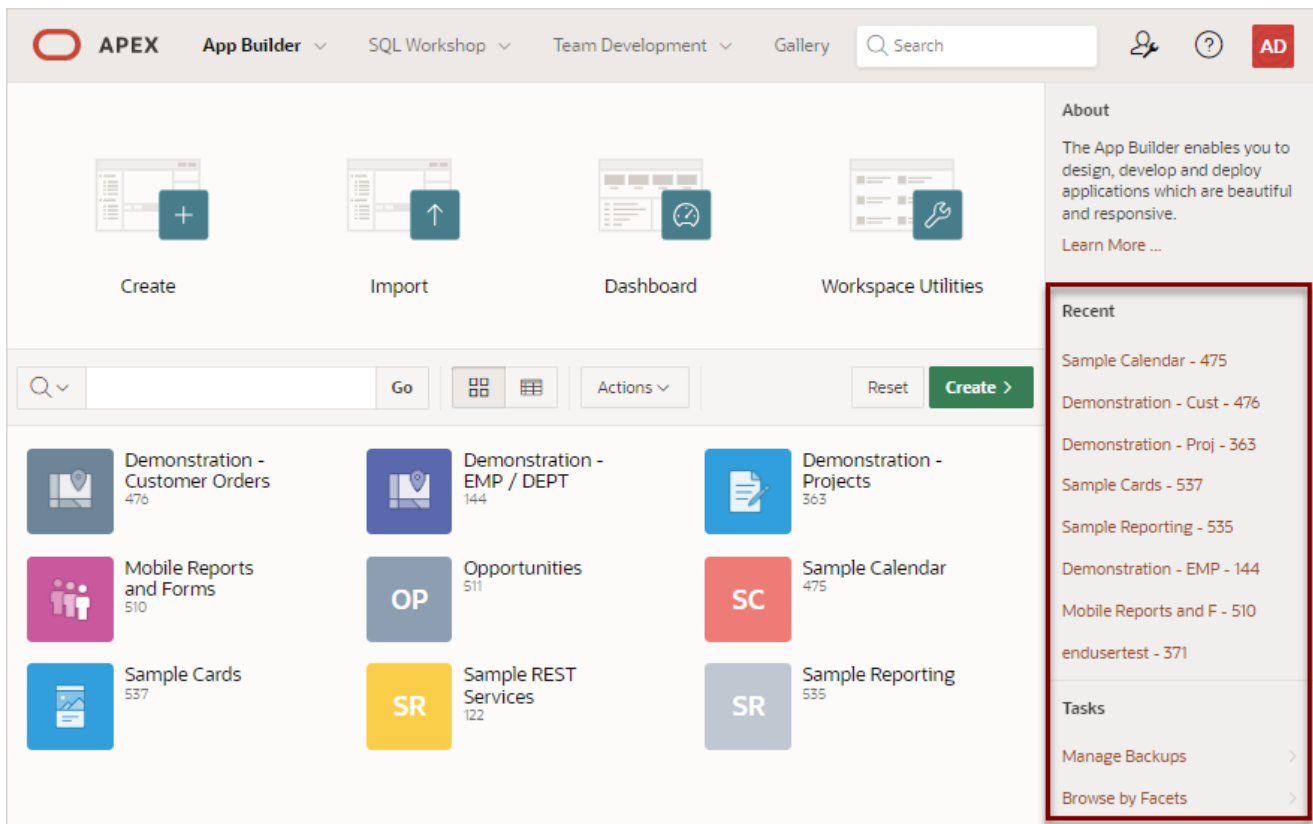 APEX App Builder SQL Workshop Team Development Gallery Search AD
Create
Import
Dashboard
Workspace Utilities
Go
Actions
Reset
Create
Demonstration -
Customer Orders
476
Demonstration -
EMP / DEPT
144
Demonstration -
Projects
363
Mobile Reports
and Forms
510
OP
Opportunities
511
SC
Sample Calendar
475
Sample Cards
537
SR
Sample REST
Services
122
SR
Sample Reporting
535
About
The App Builder enables you to
design, develop and deploy
applications which are beautiful
and responsive.
Learn More ...
Recent
Sample Calendar - 475
Demonstration - Cust - 476
Demonstration - Proj - 363
Sample Cards - 537
Sample Reporting - 535
Demonstration - EMP - 144
Mobile Reports and F - 510
endusertest - 371
Tasks
Manage Backups
Browse by Facets